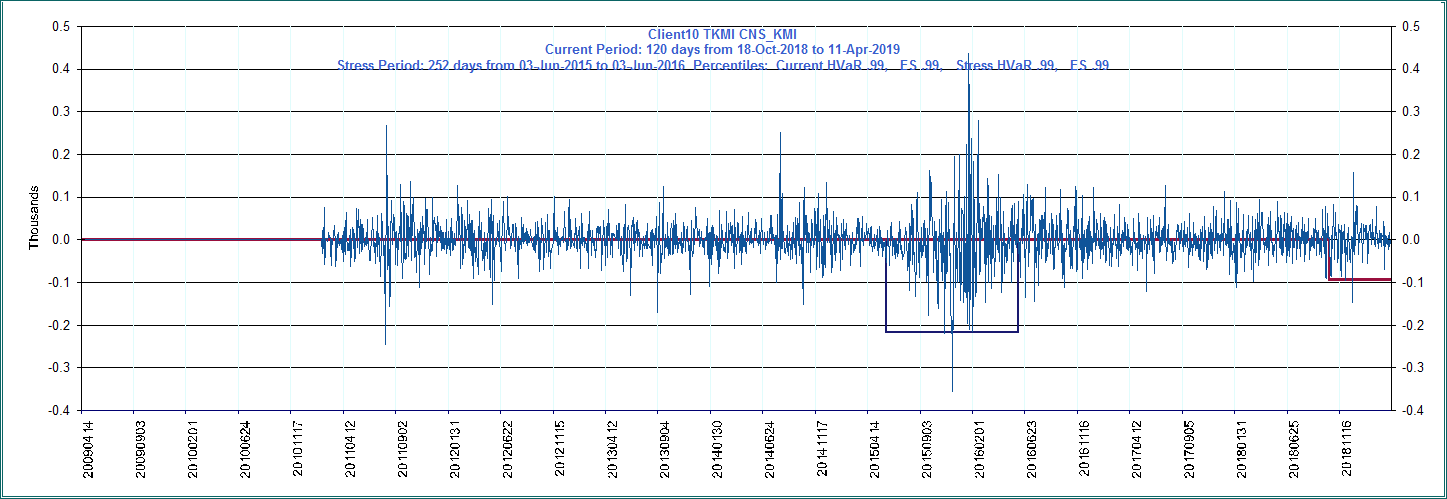 Client10 TKMI CNS_KMI
Current Period: 120 days from 18-Oct-2018 to 11-Apr-2019
Stress Period: 252 days from 03-Jun-2015 to 03-Jun-2016 Percentiles: Current HVaR .99, ES .99, Stress HVaR .99, ES .99
0.5 0.5
0.4 0.4
0.3 0.3
0.2 0.2
0.1 0.1
0.0 0.0
-0.1 -0.1
-0.2 -0.2
-0.3 -0.3
-0.4 -0.4
Thousands
20090414 20090903 20100201 20100624 20101117 20110412 20110902 20120131 20120622 20121115 20130412 20130904 20140130 20140624 20141117 20150414 20150903 20160201 20160623 20161116 20170412 20170905 20180131 20180625 20181116